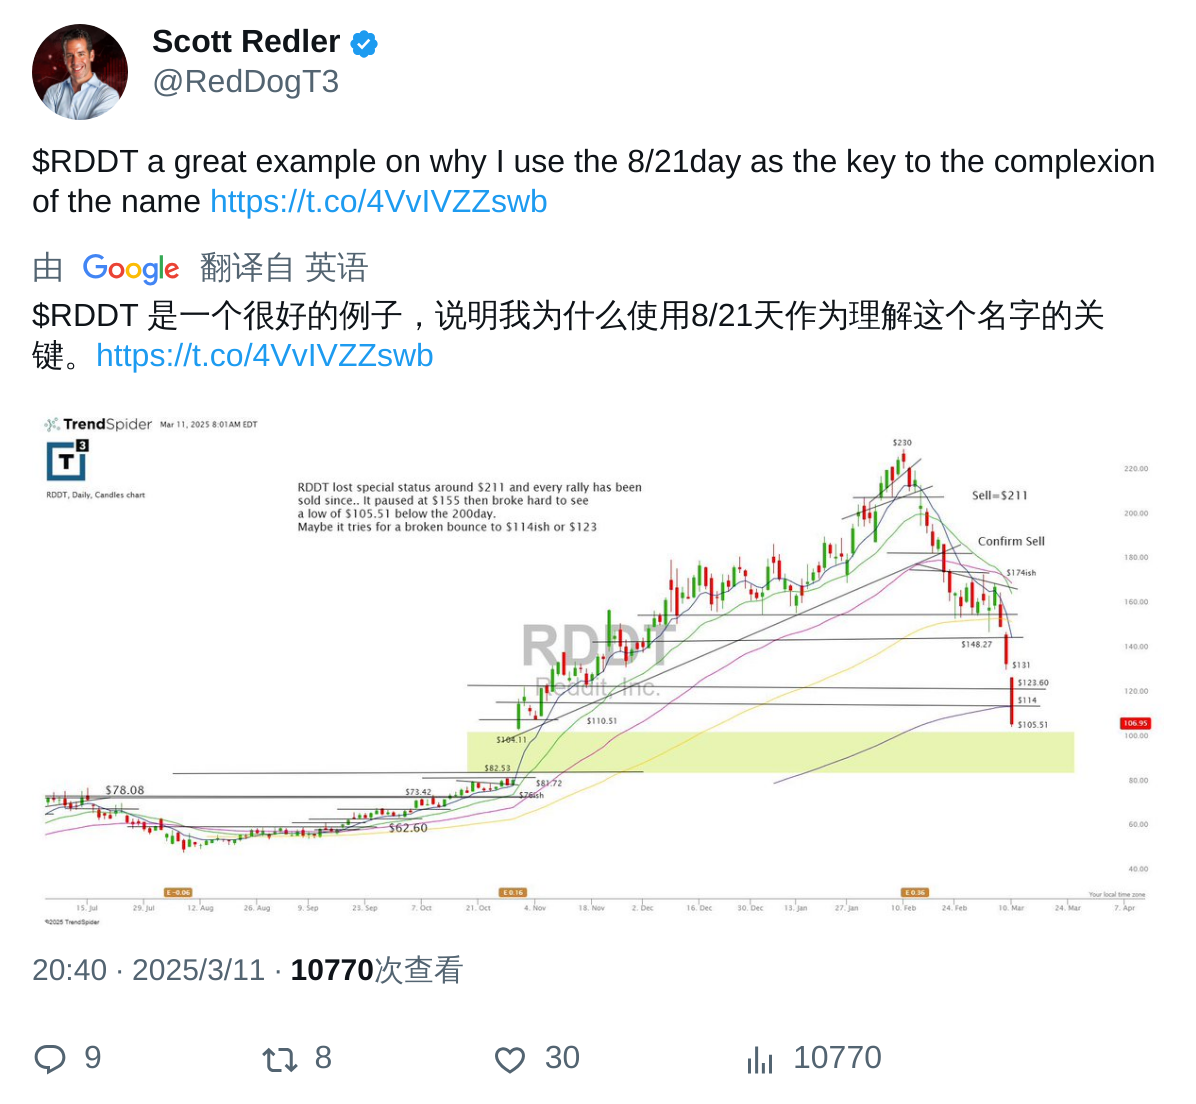 Scott Redler
@RedDogT3
$RDDT a great example on why I use the 8/21day as the key to the complexion
of the name https://t.co/4VvIVZZswb
由 Google 翻译自 英语
$RDDT 是一个很好的例子，说明我为什么使用8/21天作为理解这个名字的关
键。https://t.co/4VvIVZZswb
TrendSpider Mar 11, 2025 8:01AM EDT
T3
RDDT, Daily, Candles chart
RDDT lost special status around $211 and every rally has been
sold since.. It paused at $155 then broke hard to see
a low of $105.51 below the 200day.
Maybe it tries for a broken bounce to $114ish or $123
$230
Sell=$211
Confirm Sell
$174ish
$148.27
$131
$123.60
$114
$105.51
RDDT
Reddit, Inc.
$110.51
$104.11
$82.53
$81.72
$76ish
$73.42
$78.08
$62.60
220.00
200.00
180.00
160.00
140.00
120.00
106.95
100.00
80.00
60.00
40.00
E -0.06
E 0.16
E 0.36
Your local time zone
15. Jul 29. Jul 12. Aug 26. Aug 9. Sep 23. Sep 7. Oct 21. Oct 4. Nov 18. Nov 2. Dec 16. Dec 30. Dec 13. Jan 27. Jan 10. Feb 24. Feb 10. Mar 24. Mar 7. Apr
©2025 TrendSpider
20:40 · 2025/3/11 · 10770次查看
9 8 30 10770